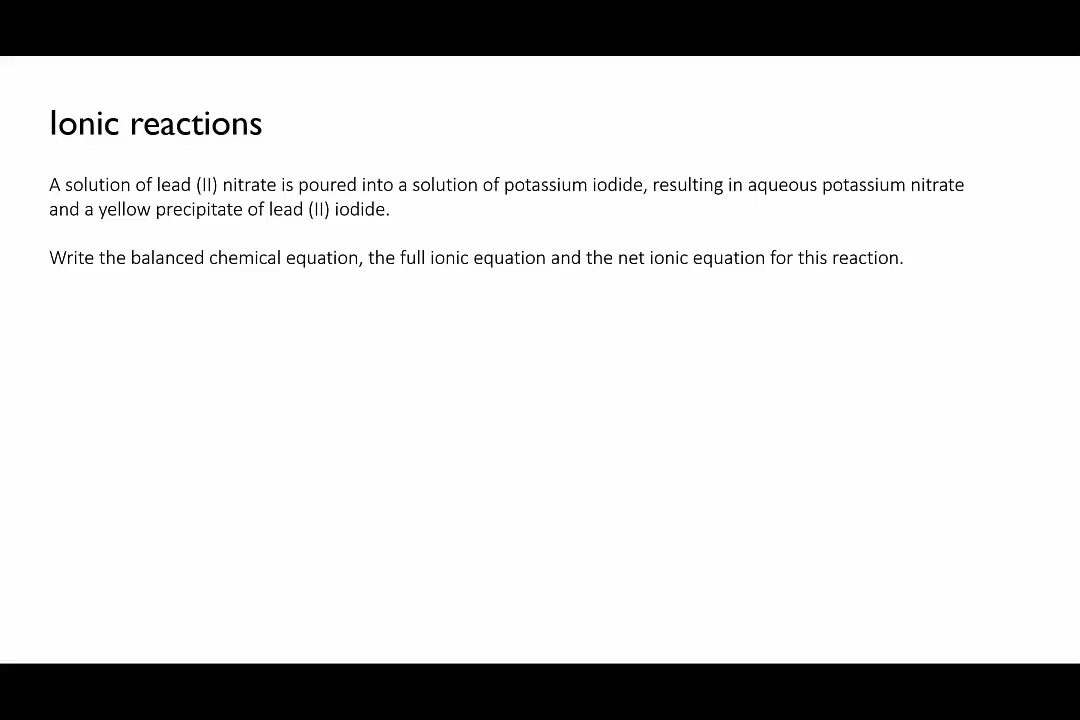 Ionic reactions
A solution of lead (II) nitrate is poured into a solution of potassium iodide, resulting in aqueous potassium nitrate
and a yellow precipitate of lead (II) iodide.
Write the balanced chemical equation, the full ionic equation and the net ionic equation for this reaction.